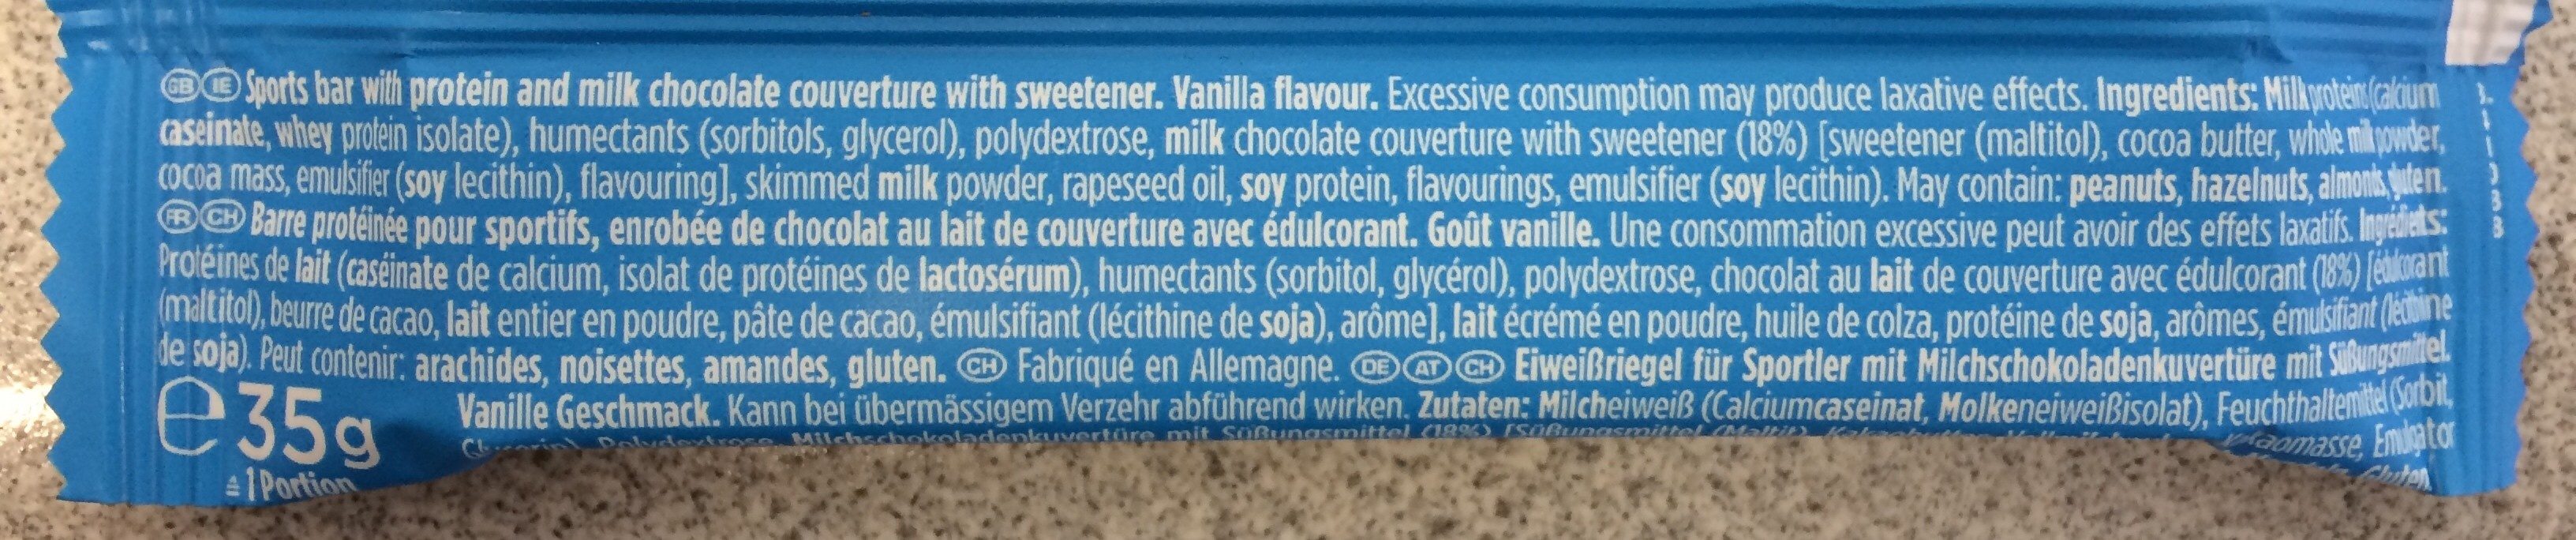 GB IE Sports bar with protein and milk chocolate couverture with sweetener. Vanilla flavour. Excessive consumption may produce laxative effects. Ingredients: Milk proteins (calcium
caseinate, whey protein isolate), humectants (sorbitols, glycerol), polydextrose, milk chocolate couverture with sweetener (18%) [sweetener (maltitol), cocoa butter, whole milk powder,
cocoa mass, emulsifier (soy lecithin), flavouring], skimmed milk powder, rapeseed oil, soy protein, flavourings, emulsifier (soy lecithin). May contain: peanuts, hazelnuts, almonds, gluten.
FR CH Barre protéinée pour sportifs, enrobée de chocolat au lait de couverture avec édulcorant. Goût vanille. Une consommation excessive peut avoir des effets laxatifs. Ingrédients:
Protéines de lait (caséinate de calcium, isolat de protéines de lactosérum), humectants (sorbitol, glycérol), polydextrose, chocolat au lait de couverture avec édulcorant (18%) [édulcorant
(maltitol), beurre de cacao, lait entier en poudre, pâte de cacao, émulsifiant (lécithine de soja), arôme], lait écrémé en poudre, huile de colza, protéine de soja, arômes, émulsifiant (lécithine
de soja). Peut contenir: arachides, noisettes, amandes, gluten. CH Fabriqué en Allemagne. DE AT CH Eiweißriegel für Sportler mit Milchschokoladenkuvertüre mit Süßungsmittel.
Vanille Geschmack. Kann bei übermässigem Verzehr abführend wirken. Zutaten: Milcheiweiß (Calciumcaseinat, Molkeneiweißisolat), Feuchthaltemittel (Sorbit,
Polydextrose, Milchschokoladenkuvertüre mit Süßungsmittel (18%) [Süßungsmittel (Maltit), Emulgator
Gluten.
e 35g
≙ 1 Portion